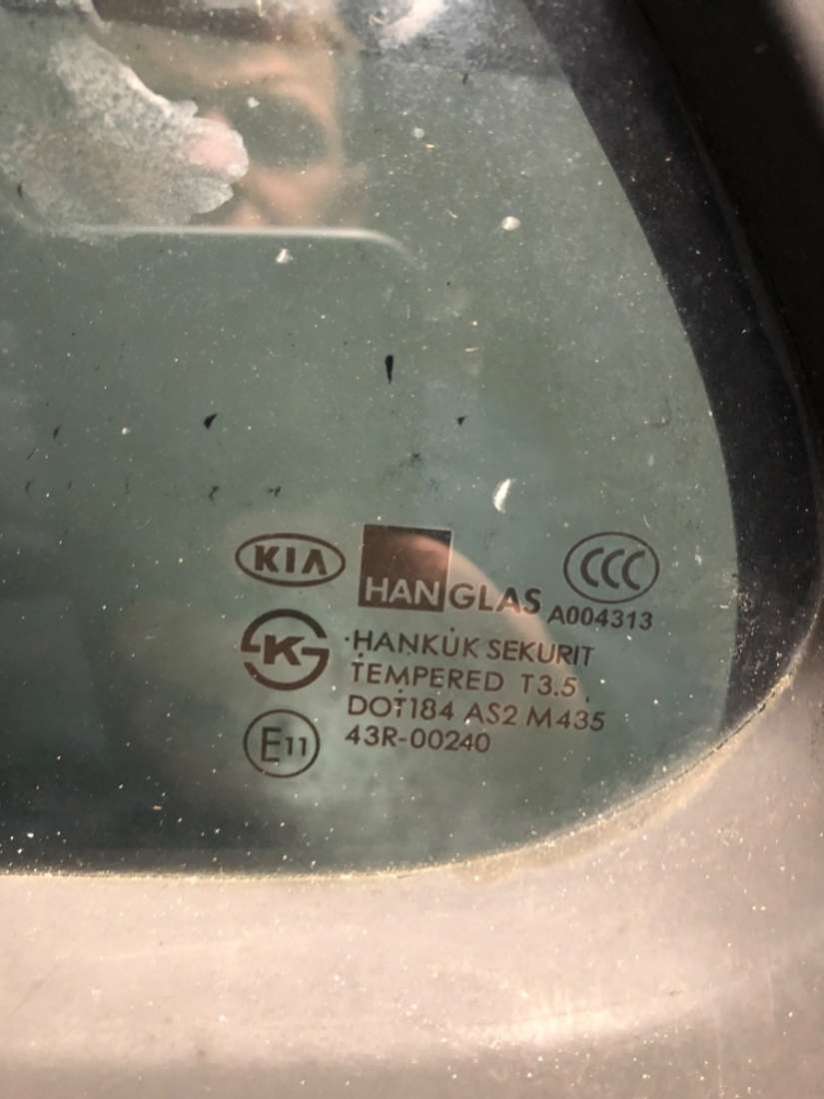 KIA
HANGLAS
CCC
A004313
K
HANKUK SEKURIT
TEMPERED T3.5
DOT184 AS2 M435
E11
43R-00240